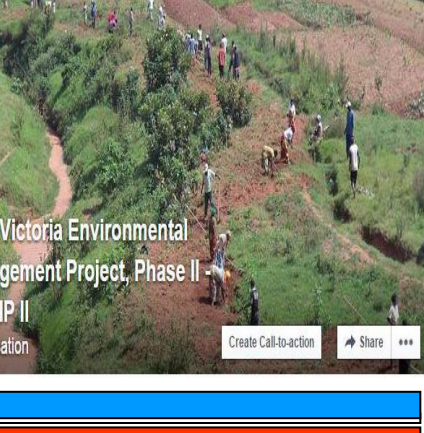 Victoria Environmental
gement Project, Phase II -
IP II
ation
Create Call-to-action
Share